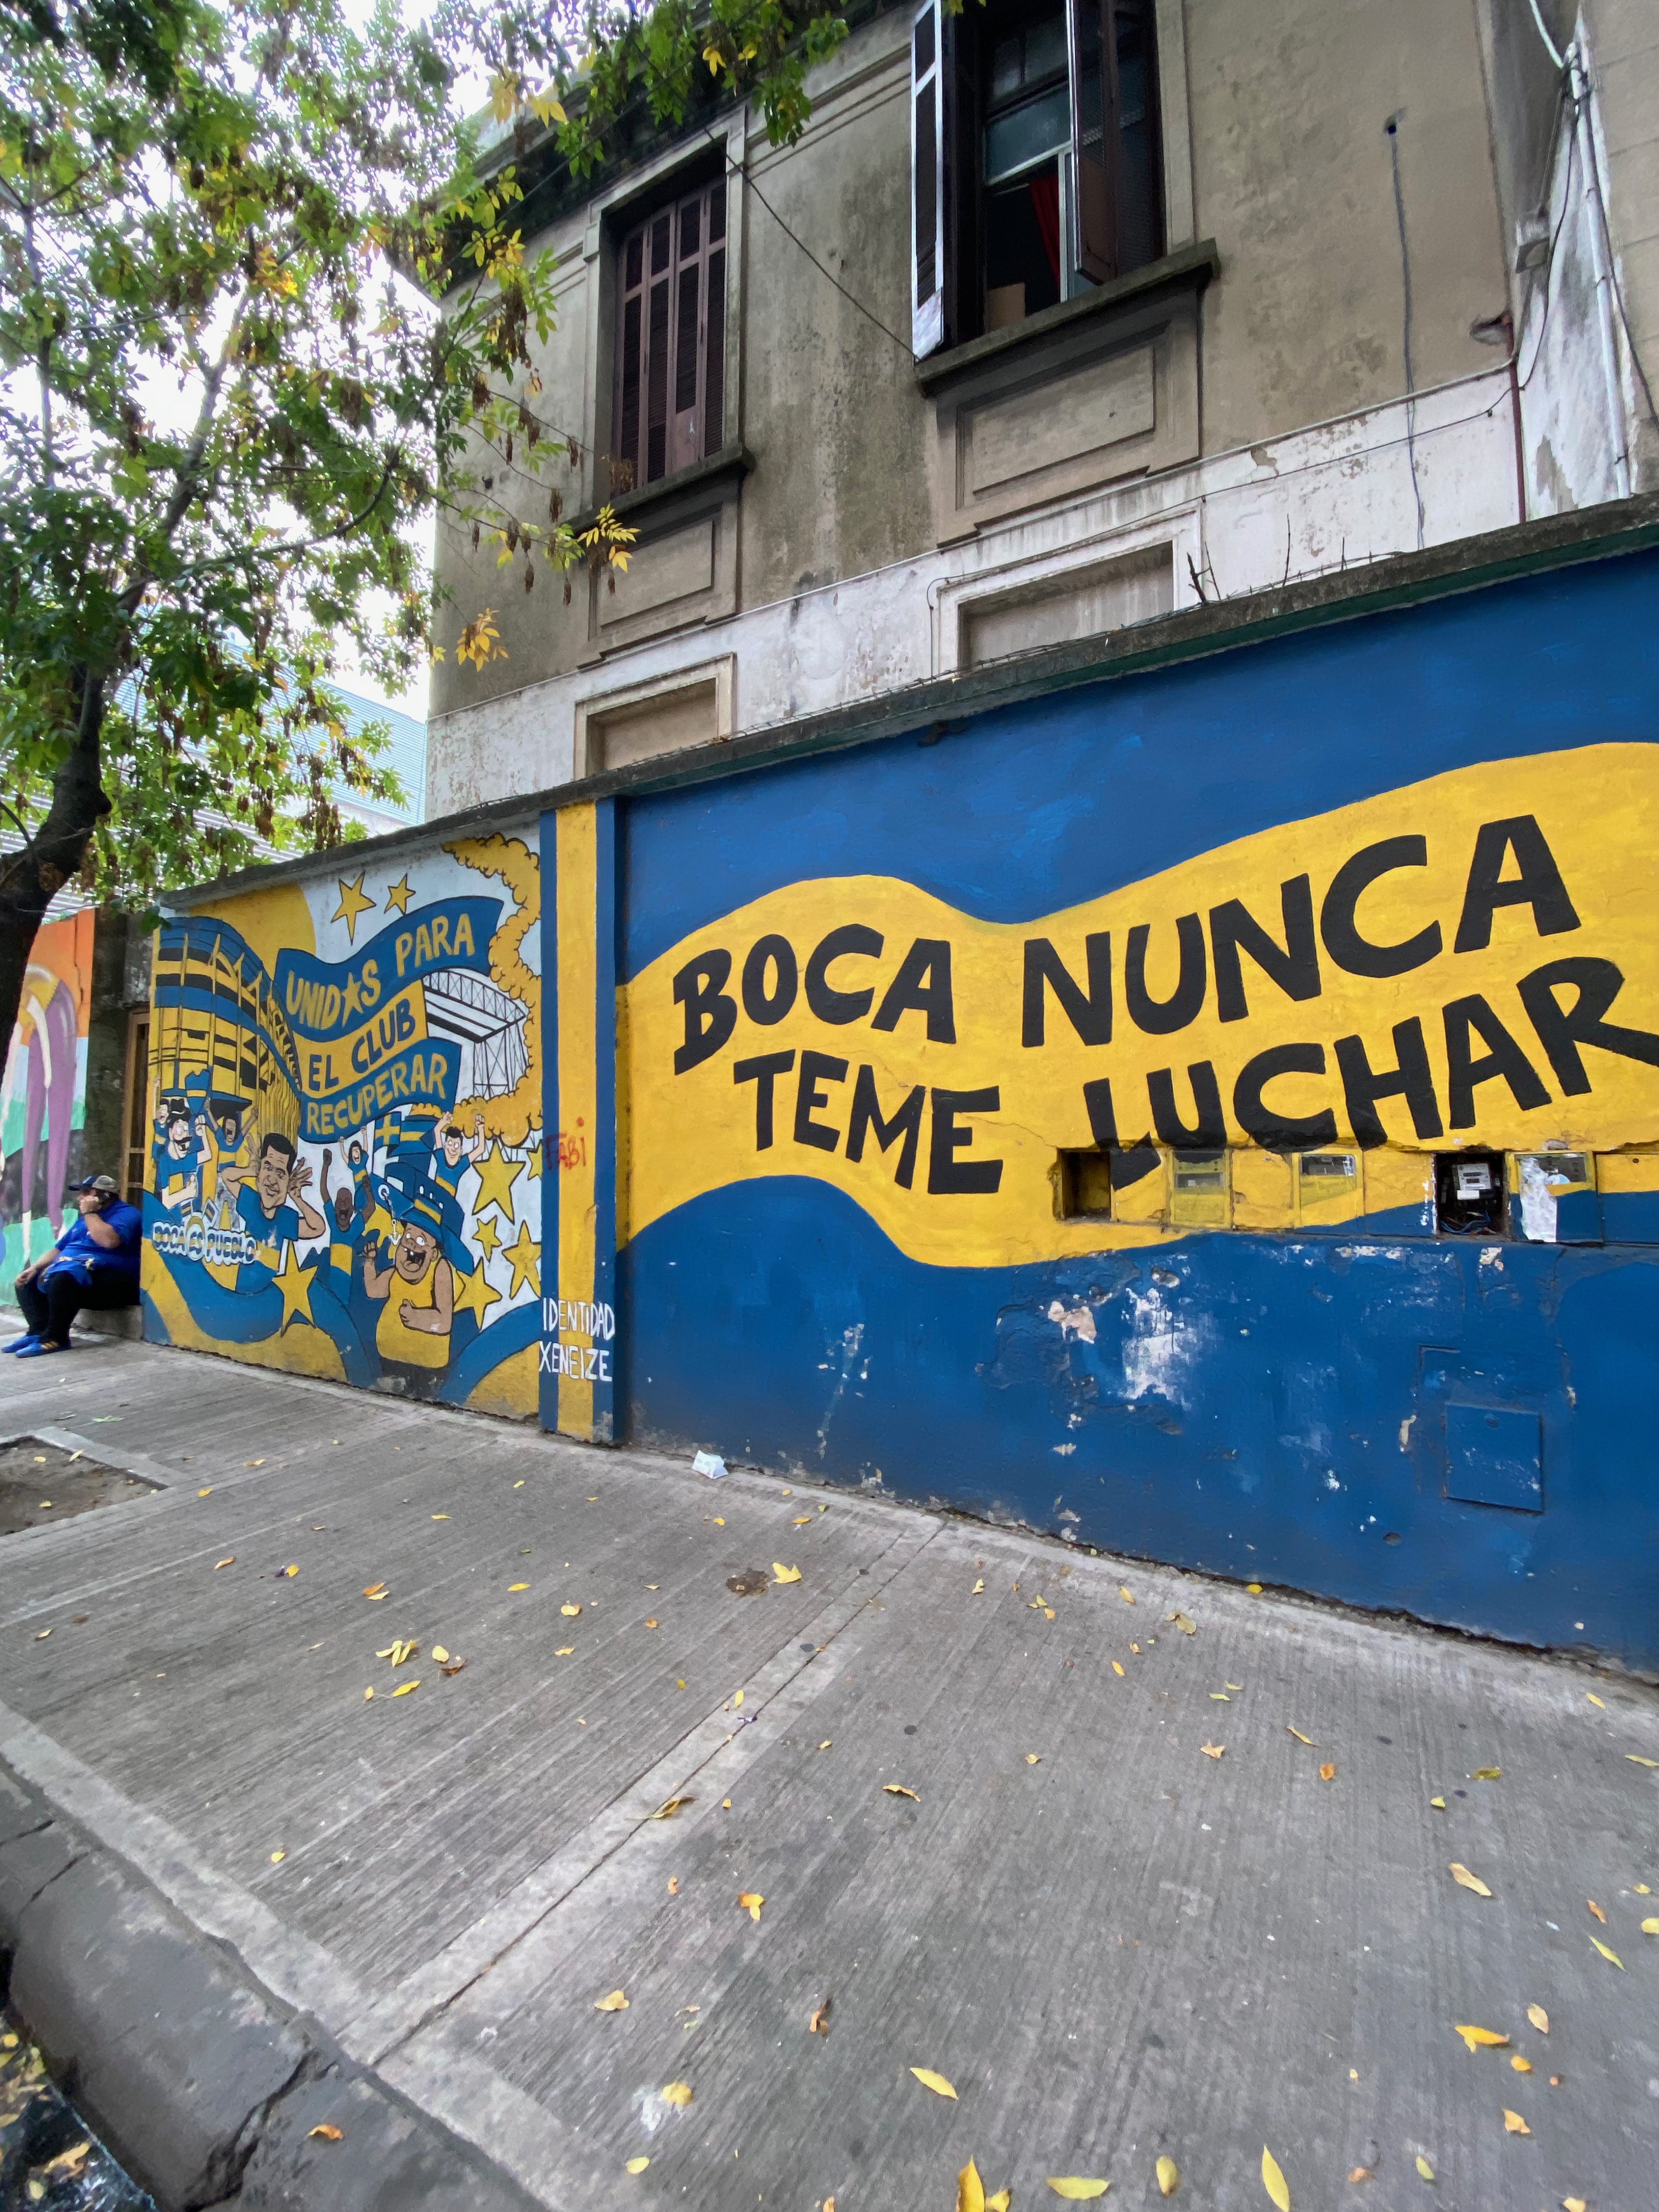 UNID★S PARA
EL CLUB
RECUPERAR
BOCA ES PUEBLO
FABI
IDENTIDAD
XENEIZE
BOCA NUNCA
TEME LUCHAR